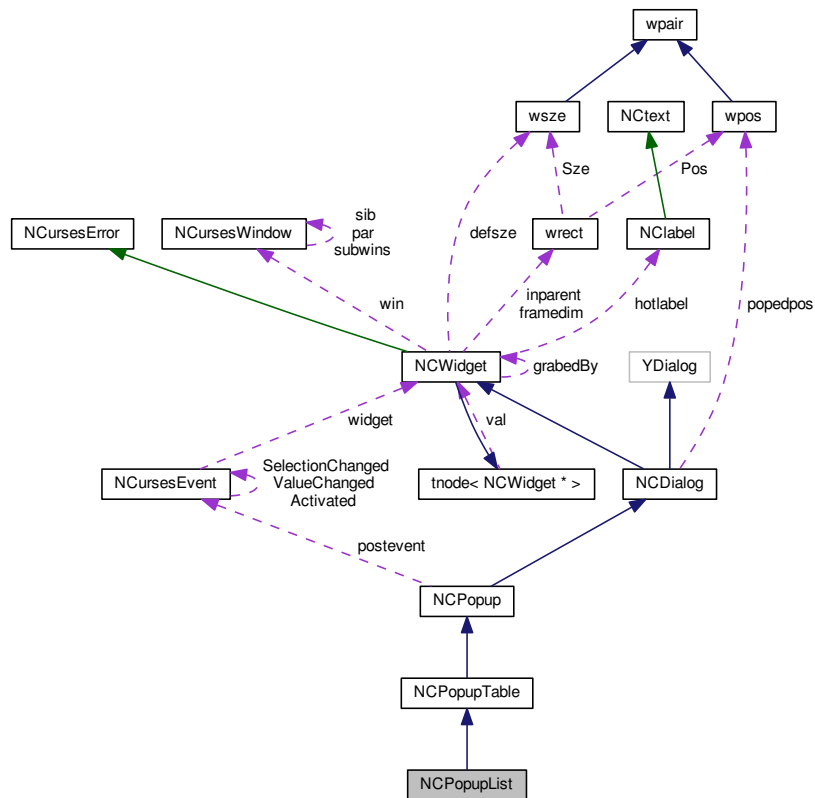 wpair
wsze
NCtext
wpos
Sze
Pos
NCursesError
NCursesWindow
sib
par
subwins
defsze
wrect
NClabel
win
inparent
framedim
hotlabel
popedpos
NCWidget
grabedBy
YDialog
widget
val
NCursesEvent
SelectionChanged
ValueChanged
Activated
tnode< NCWidget * >
NCDialog
postevent
NCPopup
NCPopupTable
NCPopupList